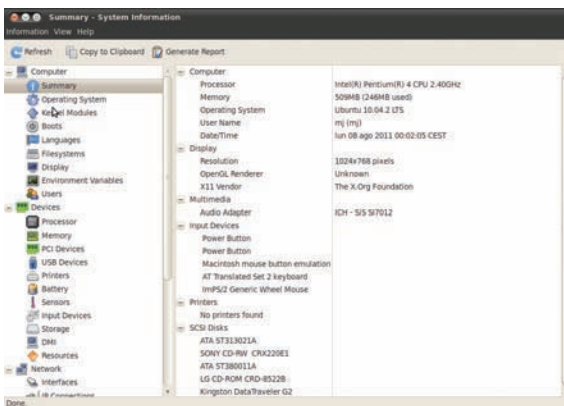 Summary - System Information
Information View Help
Refresh Copy to Clipboard Generate Report
Computer
Summary
Operating System
Kernel Modules
Boots
Languages
Filesystems
Display
Environment Variables
Users
Devices
Processor
Memory
PCI Devices
USB Devices
Printers
Battery
Sensors
Input Devices
Storage
DMI
Resources
Network
Interfaces
IP Connections
Computer
Processor Intel(R) Pentium(R) 4 CPU 2.40GHz
Memory 509MB (246MB used)
Operating System Ubuntu 10.04.2 LTS
User Name mj (mj)
Date/Time lun 08 ago 2011 00:02:05 CEST
Display
Resolution 1024x768 pixels
OpenGL Renderer Unknown
X11 Vendor The X.Org Foundation
Multimedia
Audio Adapter ICH - SiS SI7012
Input Devices
Power Button
Power Button
Macintosh mouse button emulation
AT Translated Set 2 keyboard
ImPS/2 Generic Wheel Mouse
Printers
No printers found
SCSI Disks
ATA ST313021A
SONY CD-RW CRX220E1
ATA ST380011A
LG CD-ROM CRD-8522B
Kingston DataTraveler G2
Done.